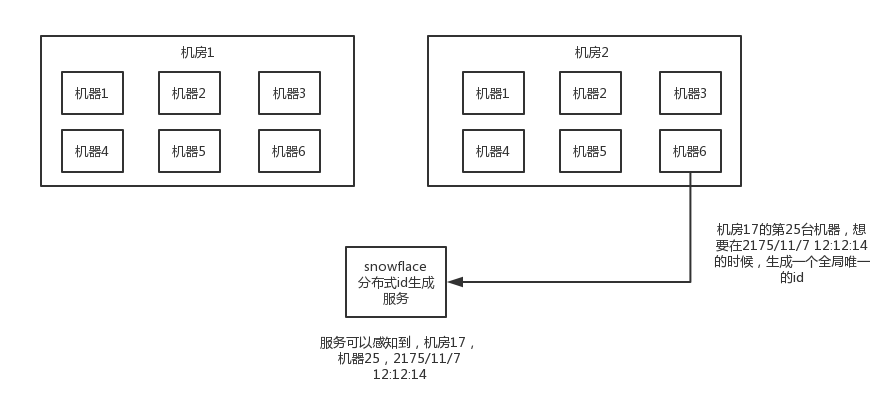 机房1
机器1
机器2
机器3
机器4
机器5
机器6
机房2
机器1
机器2
机器3
机器4
机器5
机器6
机房17的第25台机器，想
要在2175/11/7 12:12:14
的时候，生成一个全局唯一
的id
snowflace
分布式id生成
服务
服务可以感知到，机房17，
机器25，2175/11/7
12:12:14